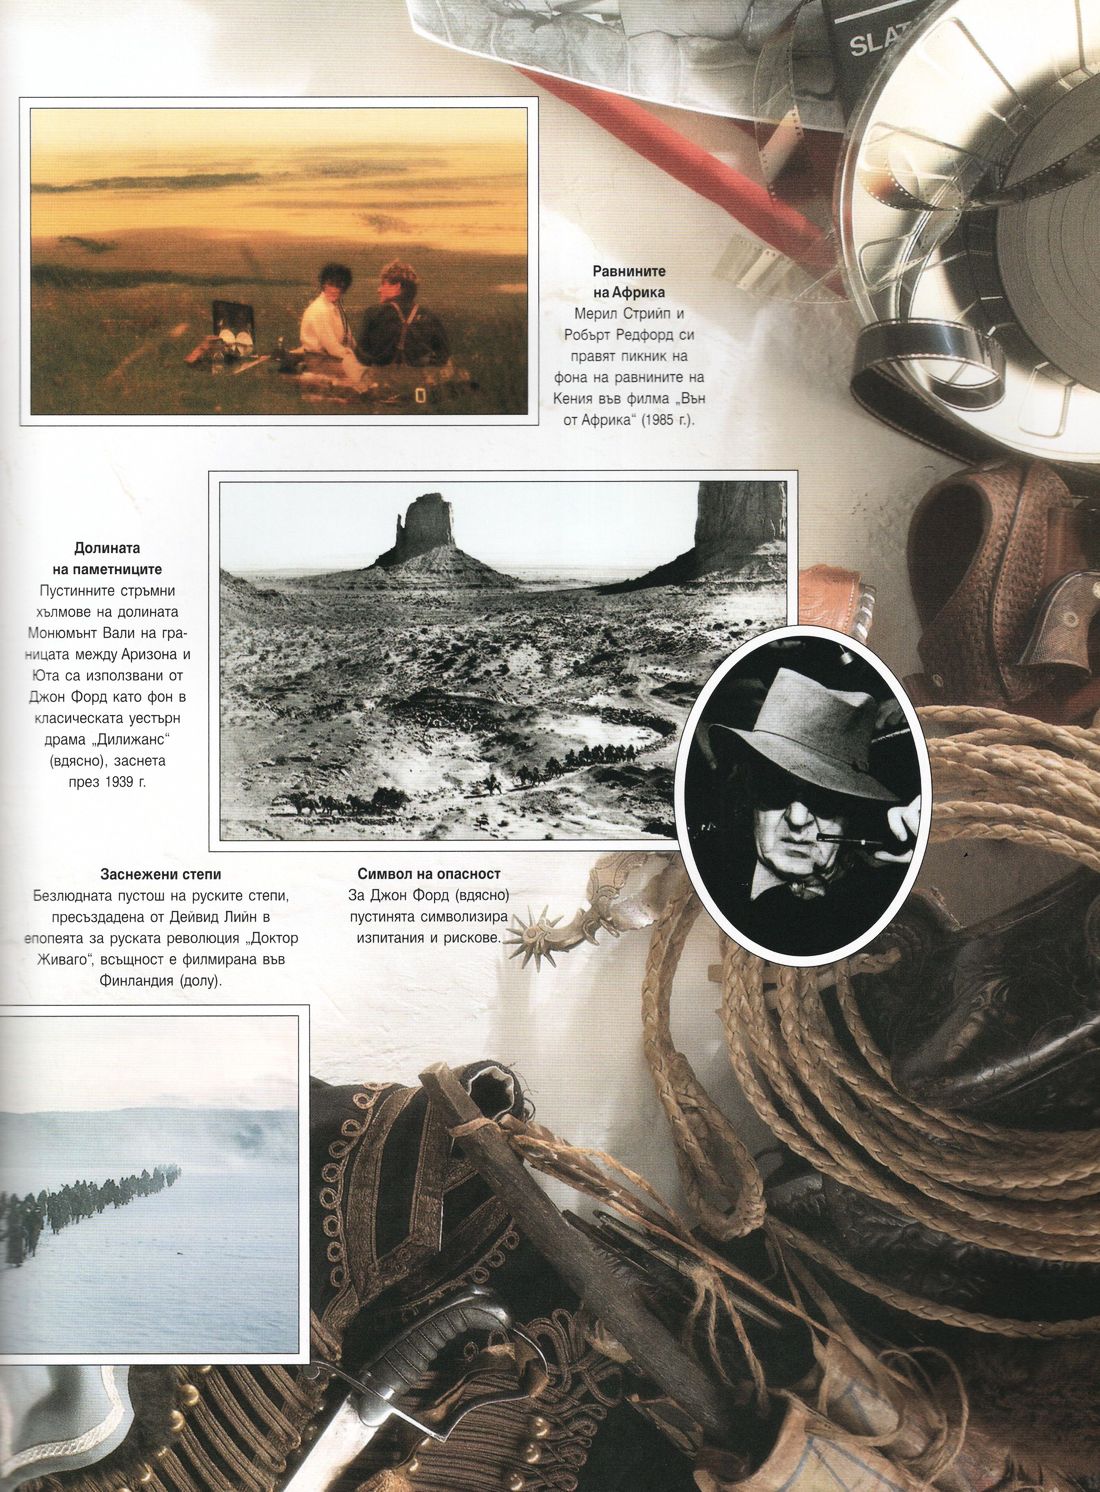 SLAT
Равнините
на Африка
Мерил Стрийп и
Робърт Редфорд си
правят пикник на
фона на равнините на
Кения във филма „Вън
от Африка“ (1985 г.).
Долината
на паметниците
Пустинните стръмни
хълмове на долината
Монюмънт Вали на гра-
ницата между Аризона и
Юта са използвани от
Джон Форд като фон в
класическата уестърн
драма „Дилижанс“
(вдясно), заснета
през 1939 г.
Заснежени степи
Безлюдната пустош на руските степи,
пресъздадена от Дейвид Лийн в
епопеята за руската революция „Доктор
Живаго“, всъщност е филмирана във
Финландия (долу).
Символ на опасност
За Джон Форд (вдясно)
пустинята символизира
изпитания и рискове.